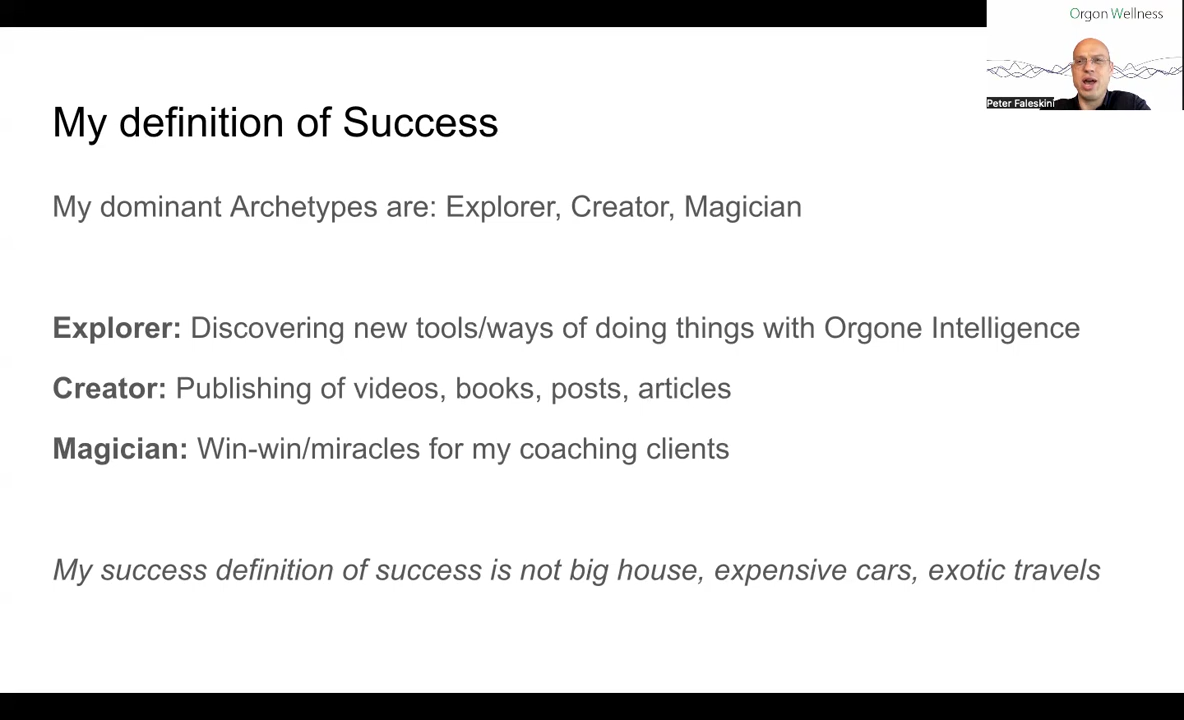 Orgon Wellness
Peter Faleskini
My definition of Success
My dominant Archetypes are: Explorer, Creator, Magician
Explorer: Discovering new tools/ways of doing things with Orgone Intelligence
Creator: Publishing of videos, books, posts, articles
Magician: Win-win/miracles for my coaching clients
My success definition of success is not big house, expensive cars, exotic travels